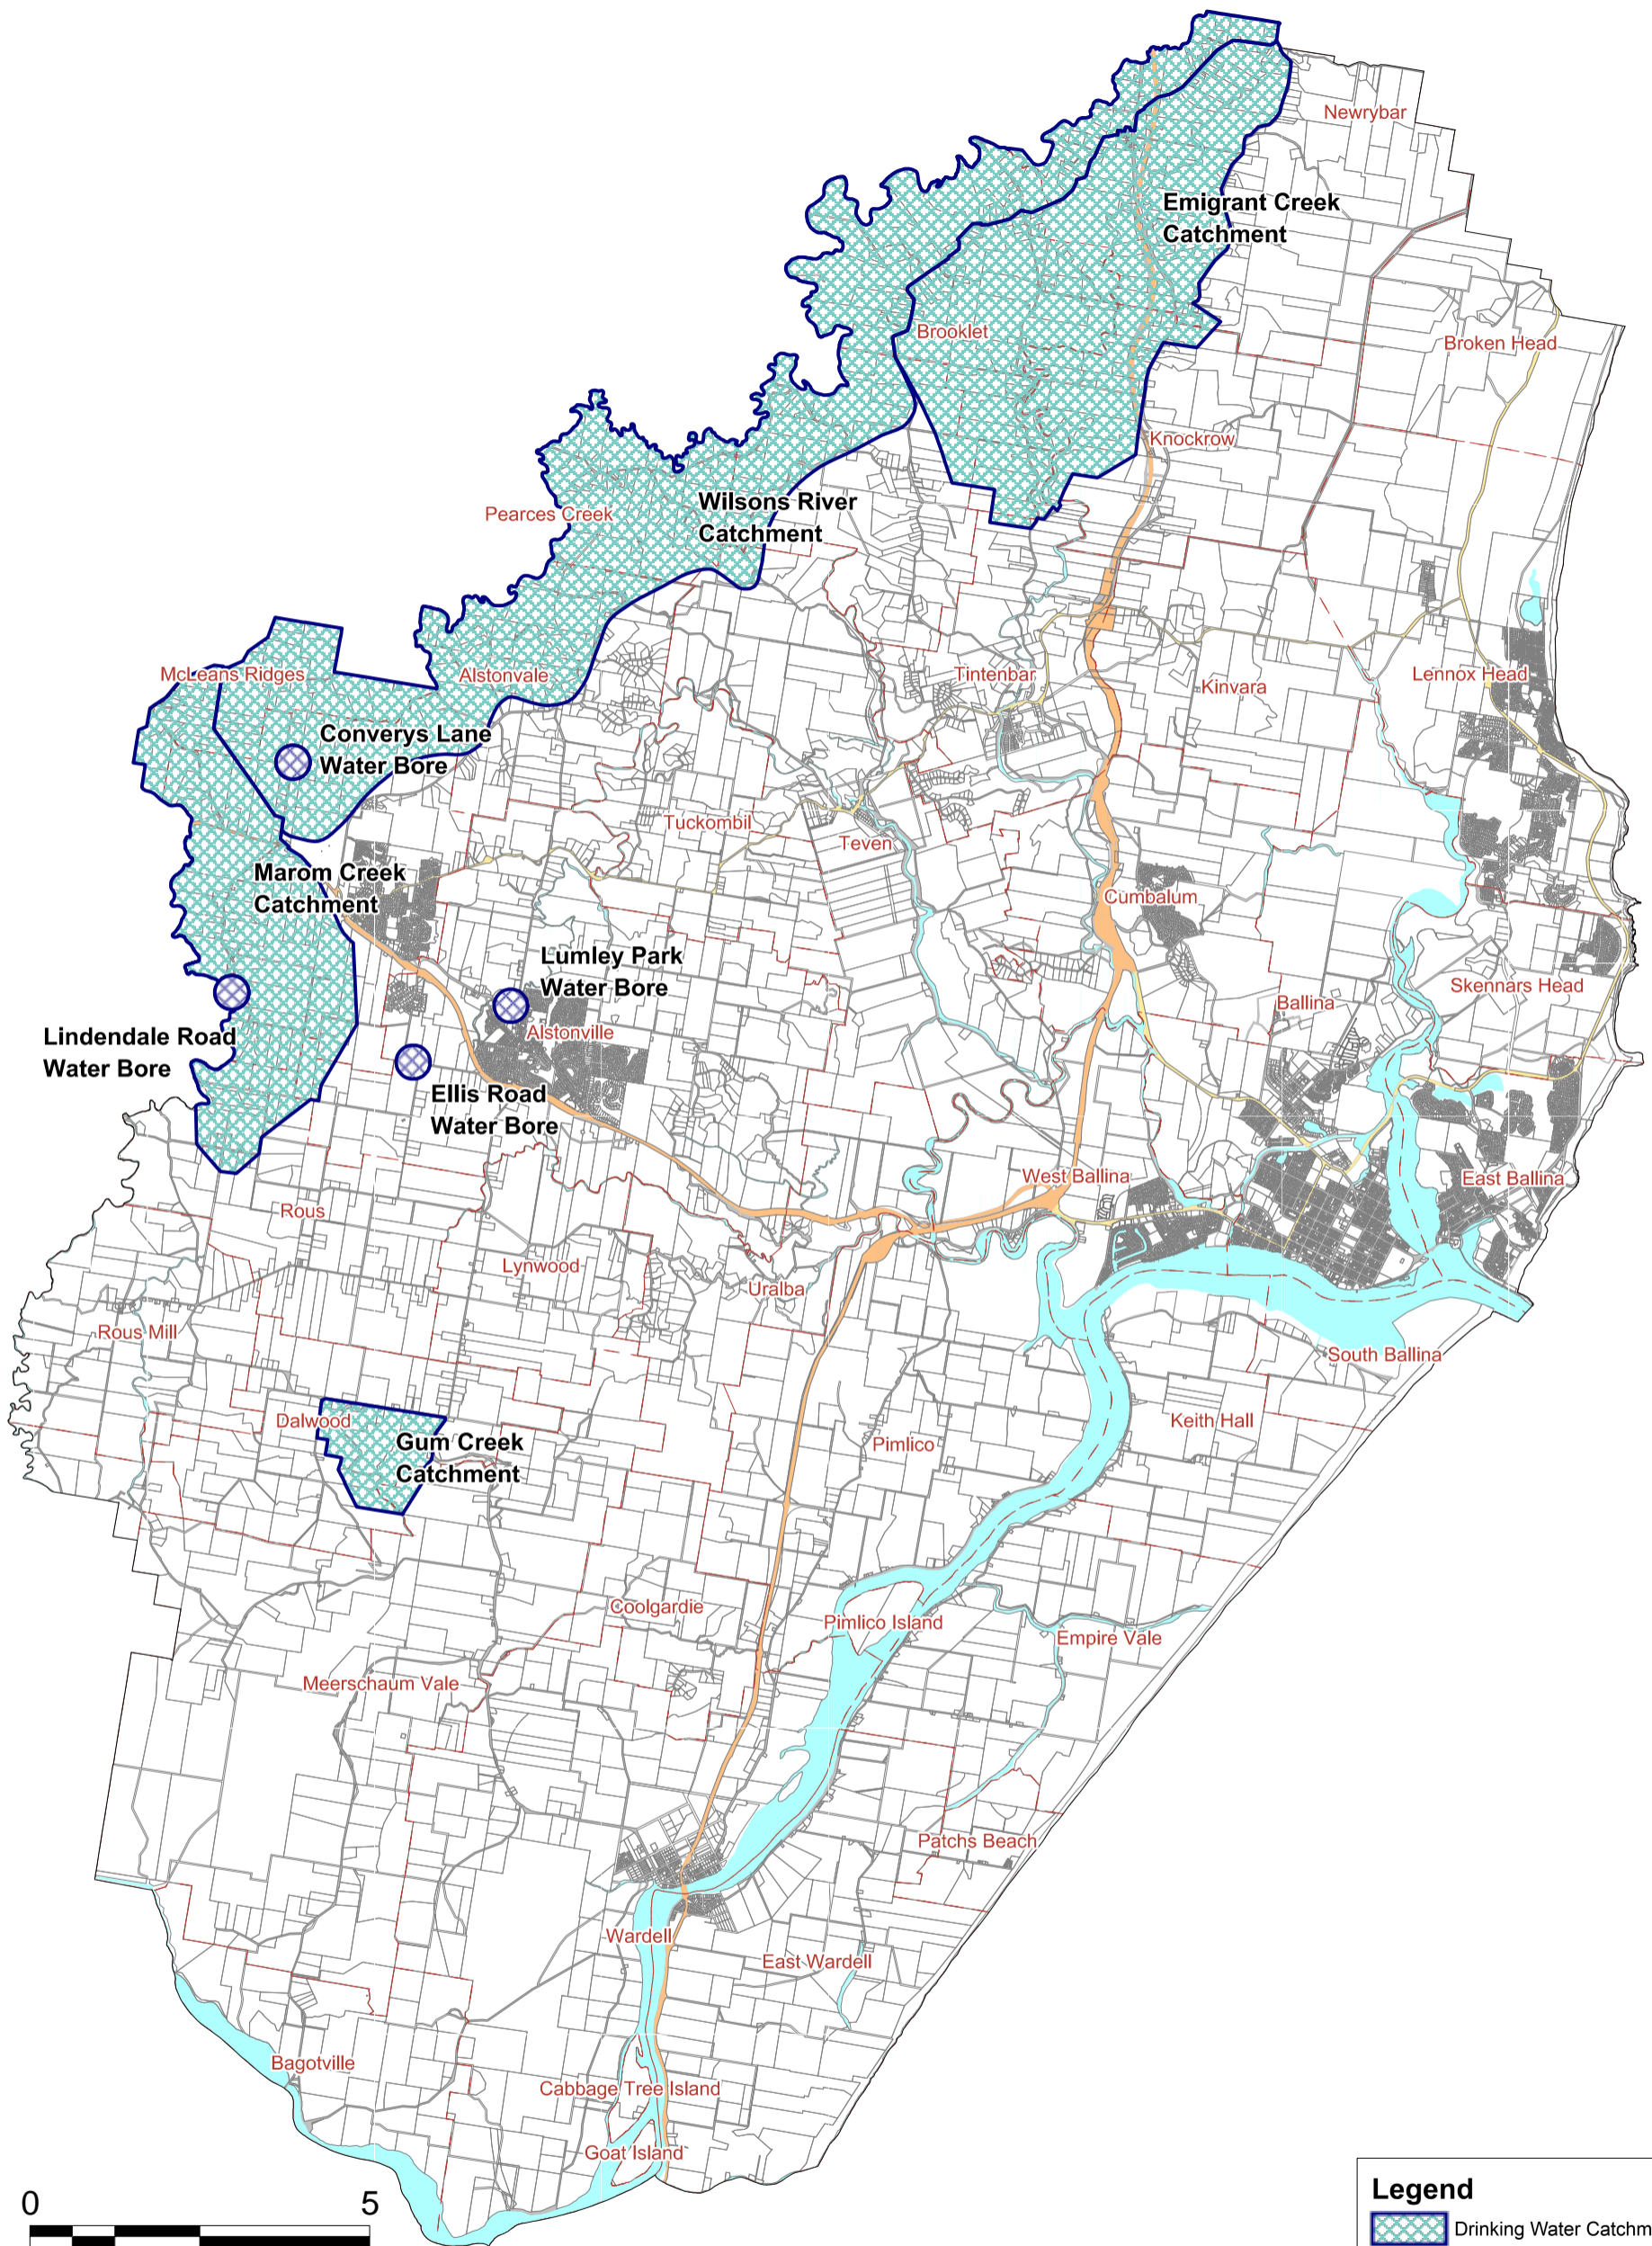 Newrybar
Emigrant Creek
Catchment
Brooklet
Broken Head
Knockrow
Wilsons River
Catchment
Pearces Creek
McLeans Ridges
Alstonvale
Tintenbar
Kinvara
Lennox Head
Converys Lane
Water Bore
Tuckombil
Teven
Marom Creek
Catchment
Cumbalum
Lumley Park
Water Bore
Skennars Head
Ballina
Alstonville
Lindendale Road
Water Bore
Ellis Road
Water Bore
West Ballina
East Ballina
Rous
Lynwood
Uralba
Rous Mill
South Ballina
Dalwood
Keith Hall
Gum Creek
Catchment
Pimlico
Coolgardie
Pimlico Island
Empire Vale
Meerschaum Vale
Patchs Beach
Wardell
East Wardell
Bagotville
Cabbage Tree Island
Goat Island
0 5
Legend
Drinking Water Catchm